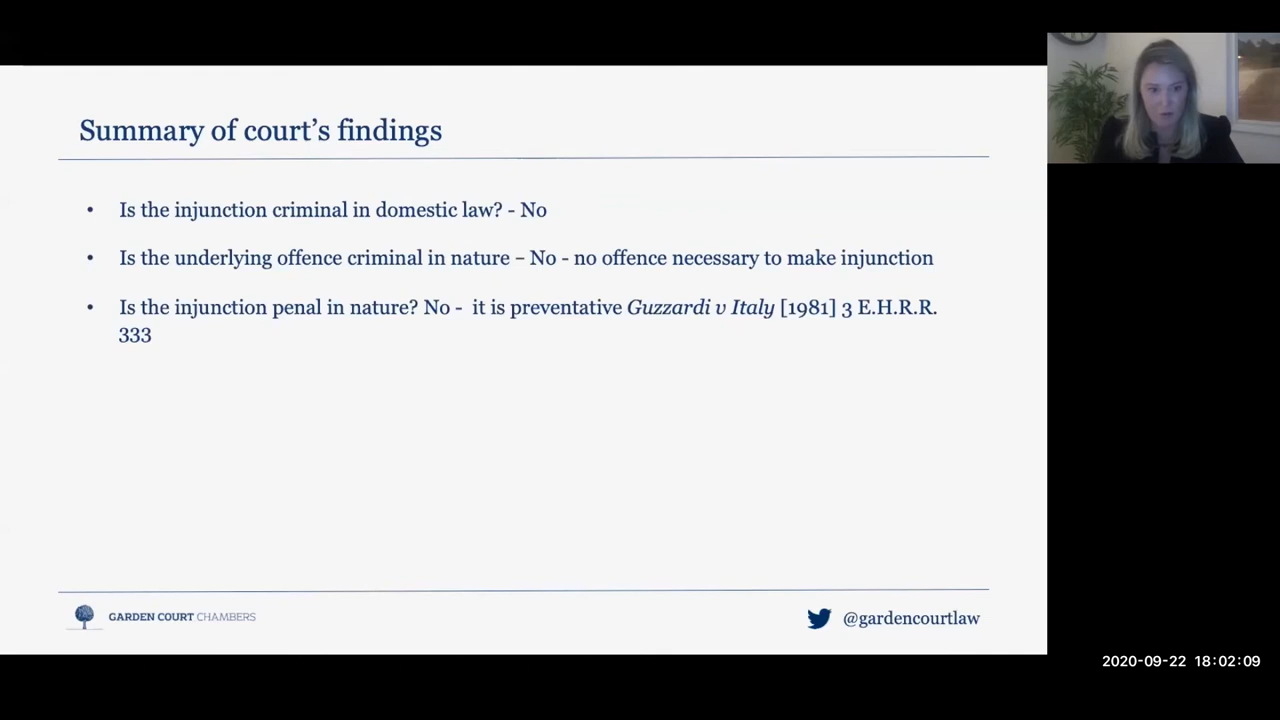 Summary of court’s findings
• Is the injunction criminal in domestic law? - No
• Is the underlying offence criminal in nature – No - no offence necessary to make injunction
• Is the injunction penal in nature? No -  it is preventative Guzzardi v Italy [1981] 3 E.H.R.R.
333
GARDEN COURT CHAMBERS
@gardencourtlaw
2020-09-22 18:02:09